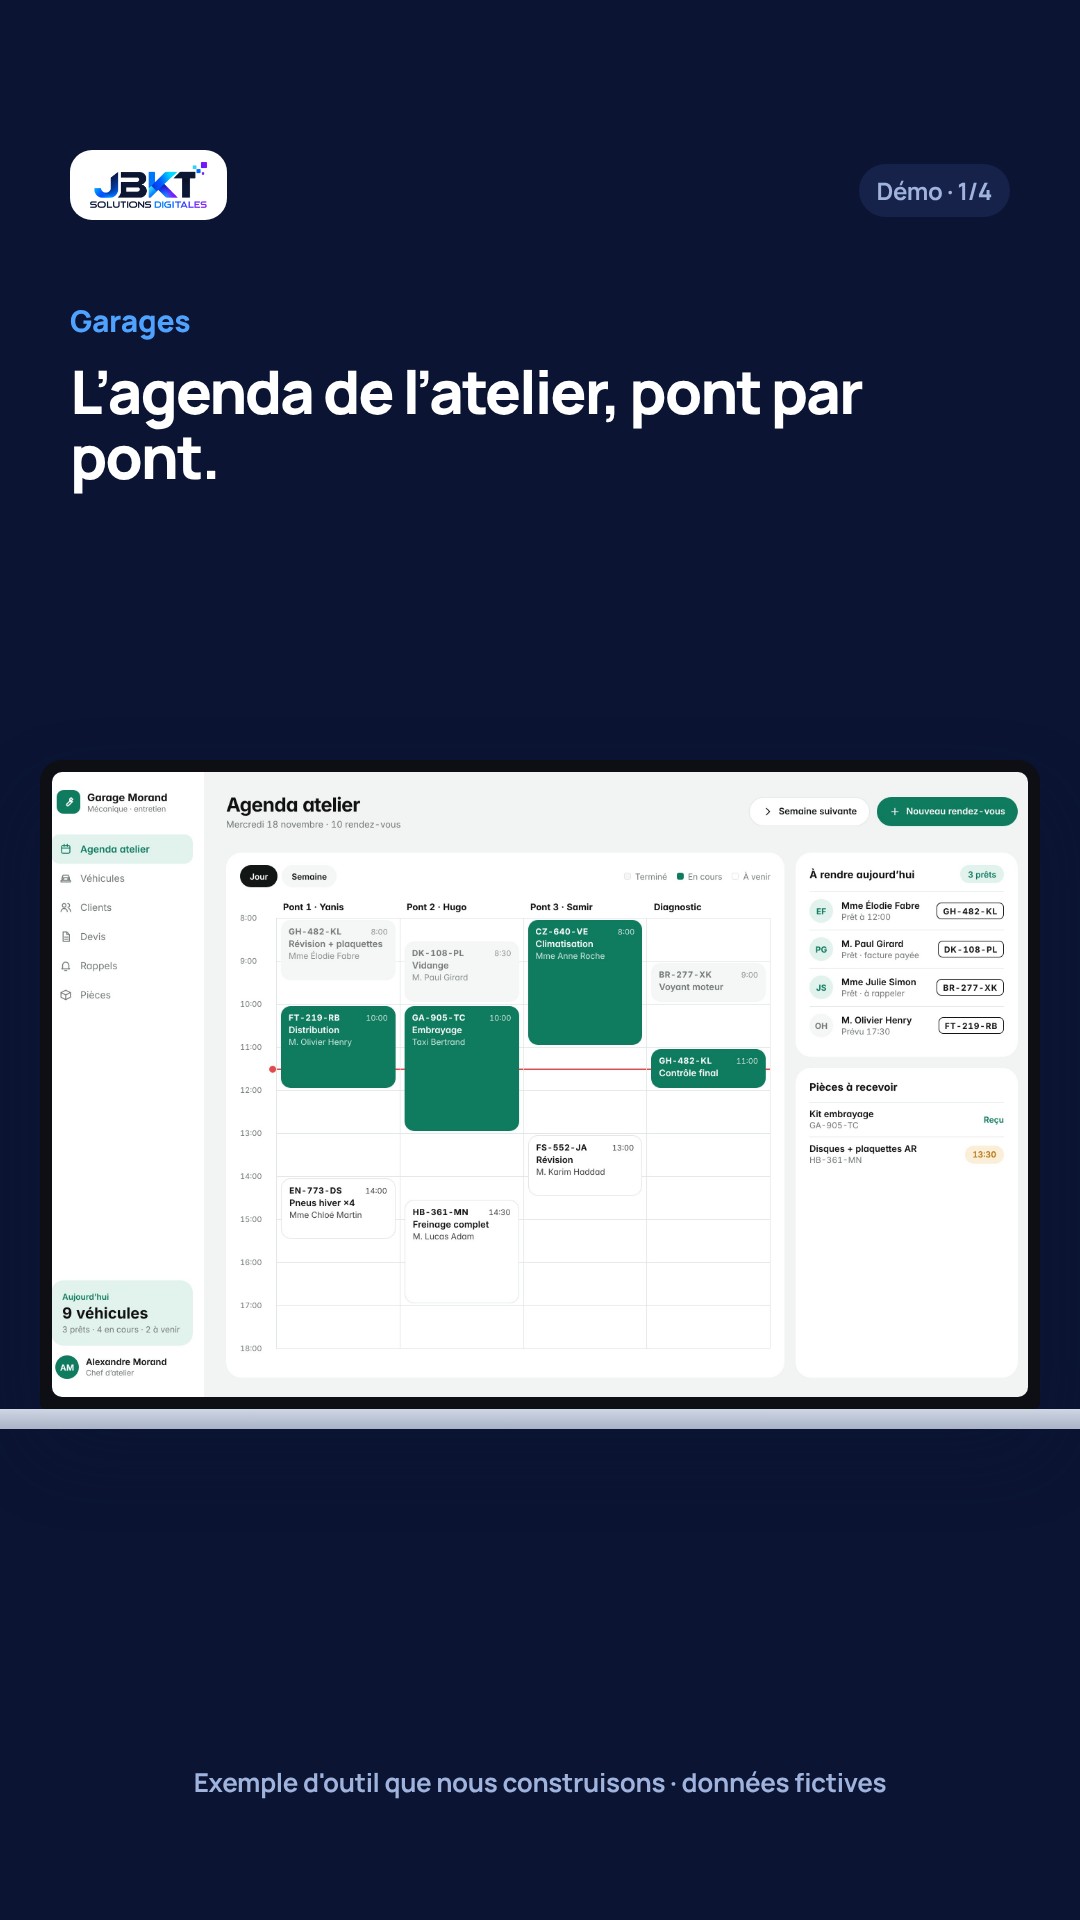 JBKT
SOLUTIONS DIGITALES
Démo · 1/4
Garages
L’agenda de l’atelier, pont par
pont.
Garage Morand
Mécanique · entretien
Agenda atelier
Véhicules
Clients
Devis
Rappels
Pièces
Aujourd’hui
9 véhicules
3 prêts · 4 en cours · 2 à venir
AM
Alexandre Morand
Chef d’atelier
Agenda atelier
Mercredi 18 novembre · 10 rendez-vous
Semaine suivante
Nouveau rendez-vous
Jour
Semaine
Terminé
En cours
À venir
Pont 1 · Yanis
Pont 2 · Hugo
Pont 3 · Samir
Diagnostic
8:00
9:00
10:00
11:00
12:00
13:00
14:00
15:00
16:00
17:00
18:00
GH-482-KL 8:00
Révision + plaquettes
Mme Élodie Fabre
FT-219-RB 10:00
Distribution
M. Olivier Henry
EN-773-DS 14:00
Pneus hiver ×4
Mme Chloé Martin
DK-108-PL 8:30
Vidange
M. Paul Girard
GA-905-TC 10:00
Embrayage
Taxi Bertrand
HB-361-MN 14:30
Freinage complet
M. Lucas Adam
CZ-640-VE 8:00
Climatisation
Mme Anne Roche
FS-552-JA 13:00
Révision
M. Karim Haddad
BR-277-XK 9:00
Voyant moteur
GH-482-KL 11:00
Contrôle final
À rendre aujourd’hui
3 prêts
EF
Mme Élodie Fabre
Prêt à 12:00
GH-482-KL
PG
M. Paul Girard
Prêt · facture payée
DK-108-PL
JS
Mme Julie Simon
Prêt · à rappeler
BR-277-XK
OH
M. Olivier Henry
Prévu 17:30
FT-219-RB
Pièces à recevoir
Kit embrayage
GA-905-TC
Reçu
Disques + plaquettes AR
HB-361-MN
13:30
Exemple d'outil que nous construisons · données fictives